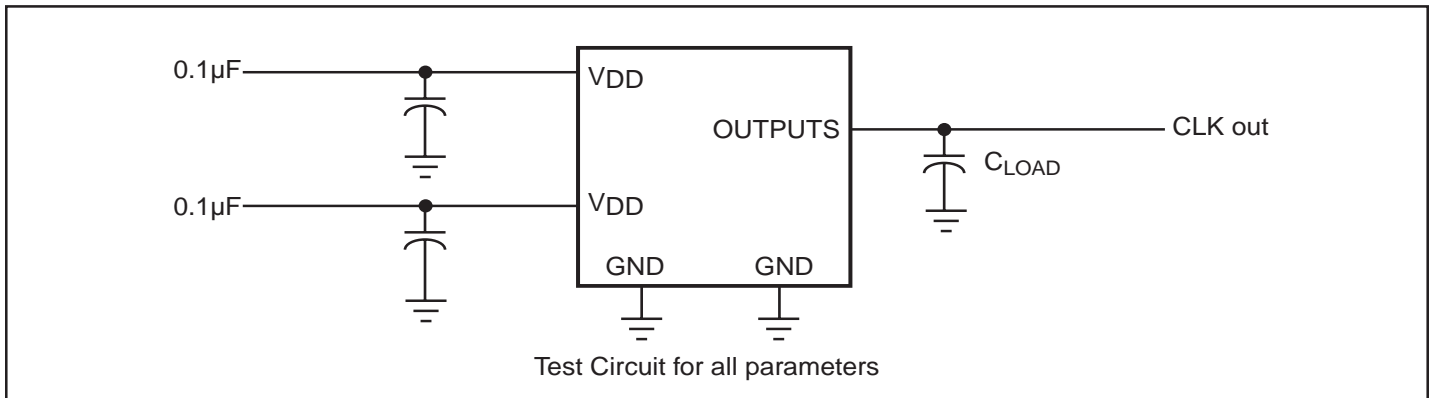 0.1µF
VDD
OUTPUTS
CLK out
CLOAD
0.1µF
VDD
GND GND
Test Circuit for all parameters